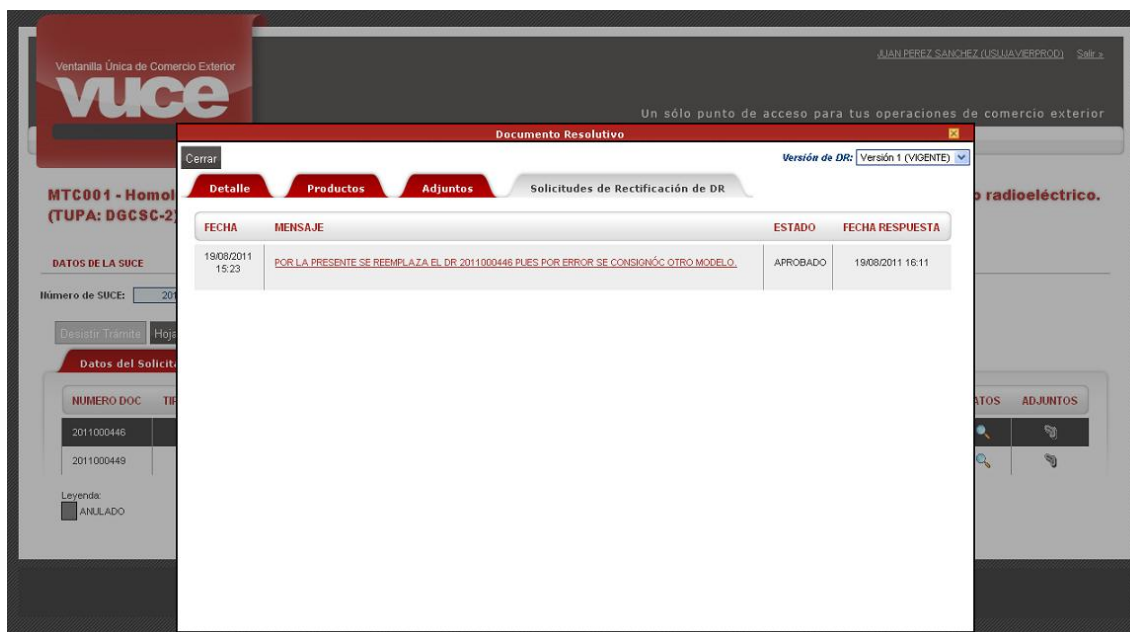 Ventanilla Única de Comercio Exterior
vuce
JUAN PEREZ SANCHEZ (USUJAVIERPROD) Salir »
Un sólo punto de acceso para tus operaciones de comercio exterior
Documento Resolutivo
Cerrar
Versión de DR: Versión 1 (VIGENTE)
Detalle Productos Adjuntos Solicitudes de Rectificación de DR
FECHA MENSAJE ESTADO FECHA RESPUESTA
19/08/2011
15:23
POR LA PRESENTE SE REEMPLAZA EL DR 2011000446 PUES POR ERROR SE CONSIGNÓC OTRO MODELO. APROBADO 19/08/2011 16:11
MTC001 - Homol
o radioeléctrico.
(TUPA: DGCSC-2)
DATOS DE LA SUCE
Número de SUCE: 201
Desistir Trámite Hoja
Datos del Solicita
NUMERO DOC TIP ATOS ADJUNTOS
2011000446
2011000449
Leyenda:
ANULADO